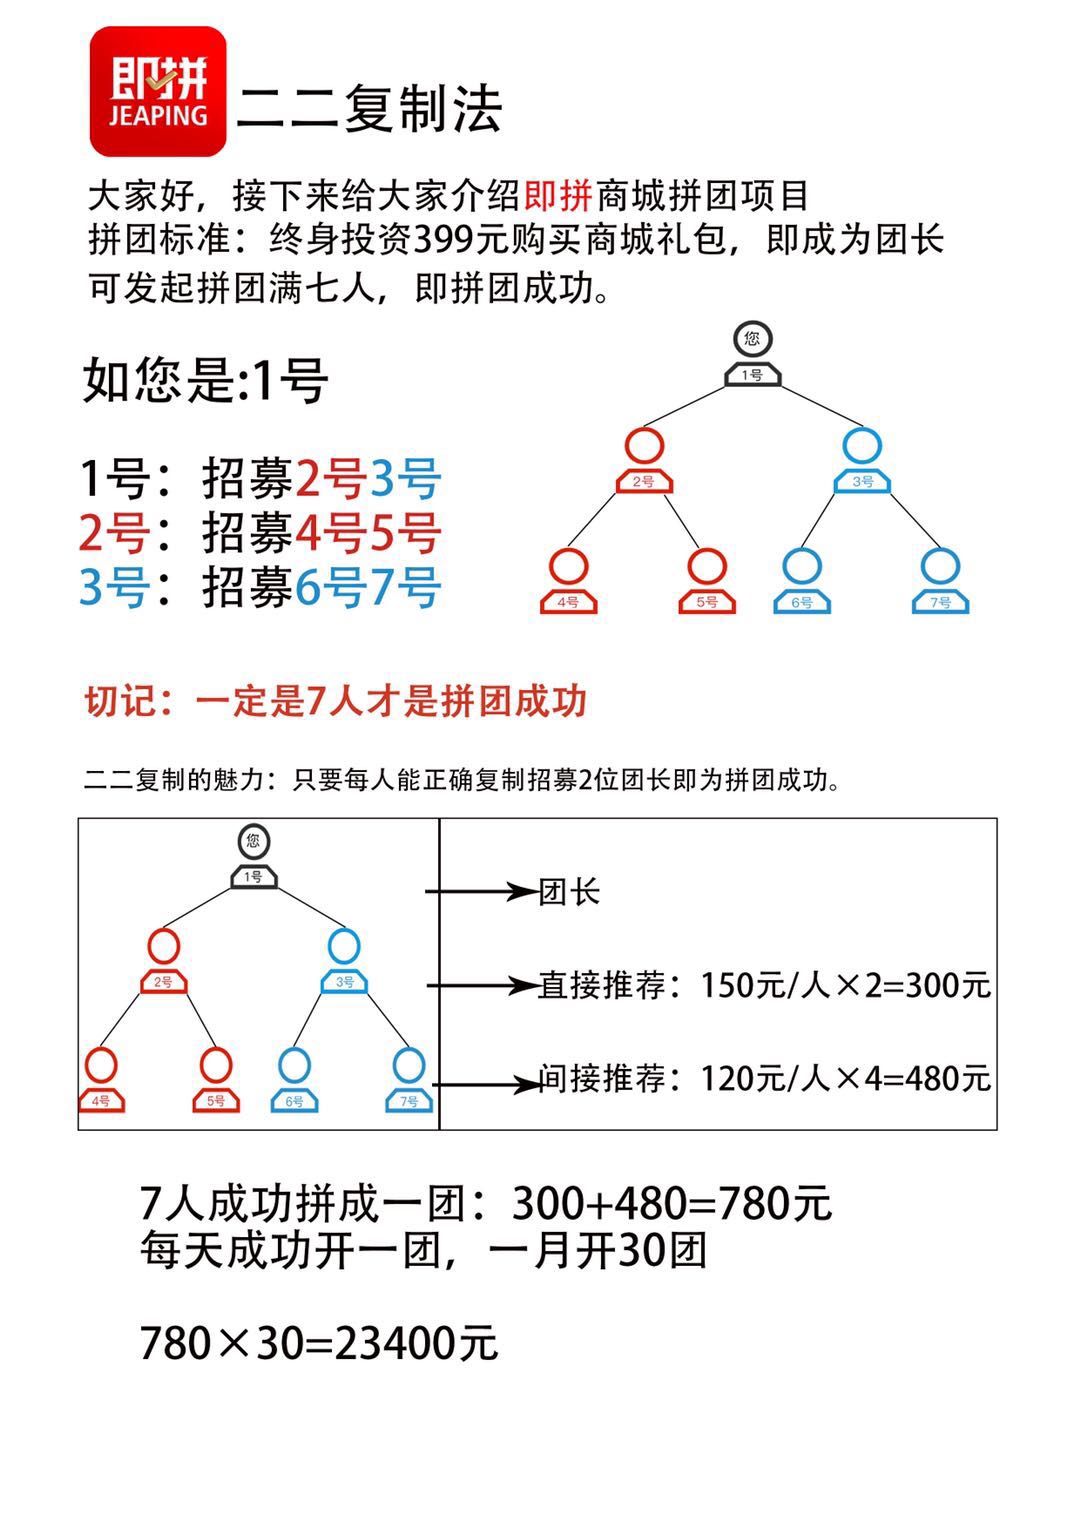 即拼
JEAPING
二二复制法
大家好，接下来给大家介绍即拼商城拼团项目
拼团标准：终身投资399元购买商城礼包，即成为团长
可发起拼团满七人，即拼团成功。
如您是:1号
1号：招募2号3号
2号：招募4号5号
3号：招募6号7号
您
1号
2号
3号
4号
5号
6号
7号
切记：一定是7人才是拼团成功
二二复制的魅力：只要每人能正确复制招募2位团长即为拼团成功。
您
1号
2号
3号
4号
5号
6号
7号
团长
直接推荐：150元/人×2=300元
间接推荐：120元/人×4=480元
7人成功拼成一团：300+480=780元
每天成功开一团，一月开30团
780×30=23400元